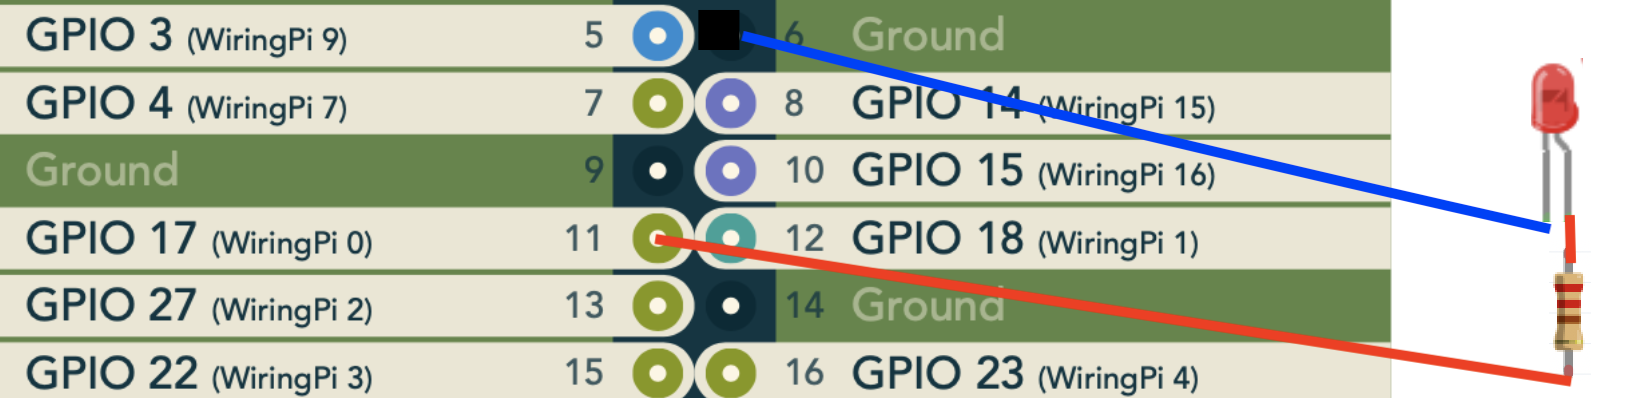 GPIO 3 (WiringPi 9) 5 6 Ground
GPIO 4 (WiringPi 7) 7 8 GPIO 14 (WiringPi 15)
Ground 9 10 GPIO 15 (WiringPi 16)
GPIO 17 (WiringPi 0) 11 12 GPIO 18 (WiringPi 1)
GPIO 27 (WiringPi 2) 13 14 Ground
GPIO 22 (WiringPi 3) 15 16 GPIO 23 (WiringPi 4)